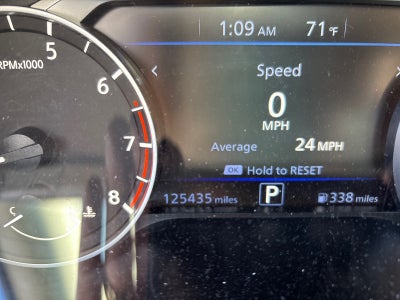 1:09 AM 71°F
5
RPMx1000
< Speed
6
0
MPH
7
Average 24 MPH
OK Hold to RESET
8
125435 miles P 338 miles
C